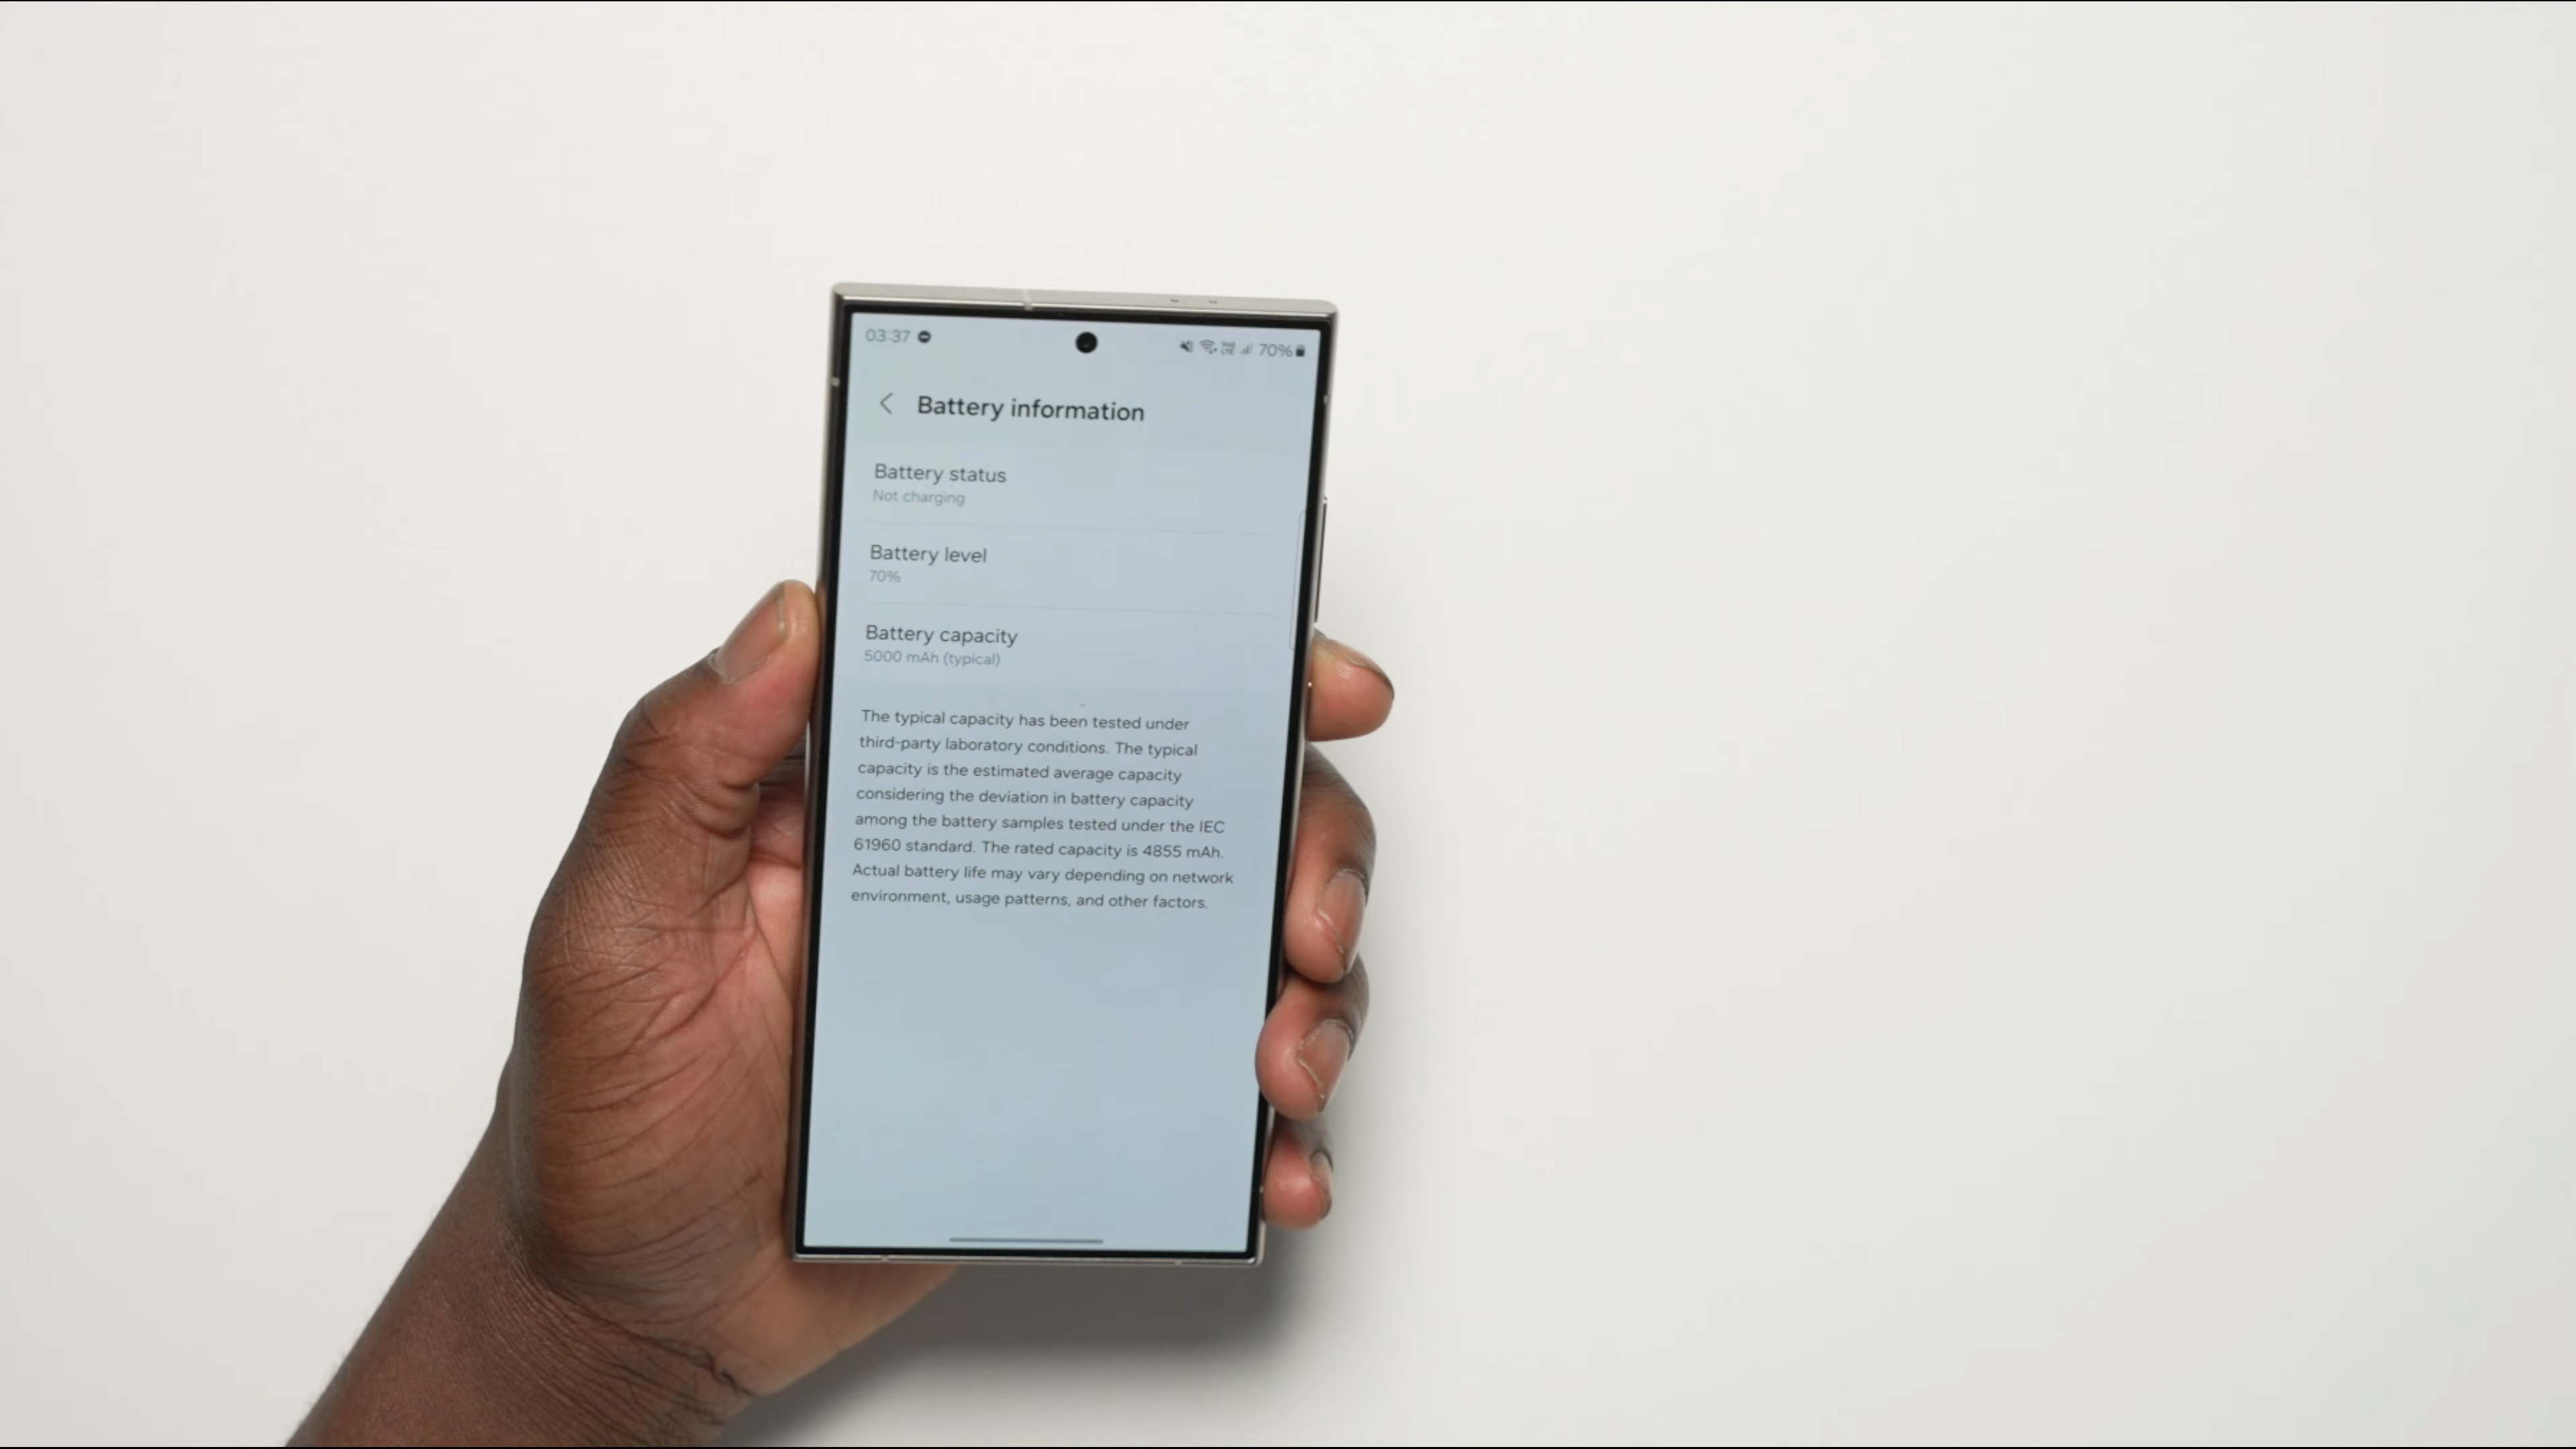 03:37
70%
Battery information
Battery status
Not charging
Battery level
70%
Battery capacity
5000 mAh (typical)
The typical capacity has been tested under
third-party laboratory conditions. The typical
capacity is the estimated average capacity
considering the deviation in battery capacity
among the battery samples tested under the IEC
61960 standard. The rated capacity is 4855 mAh.
Actual battery life may vary depending on network
environment, usage patterns, and other factors.